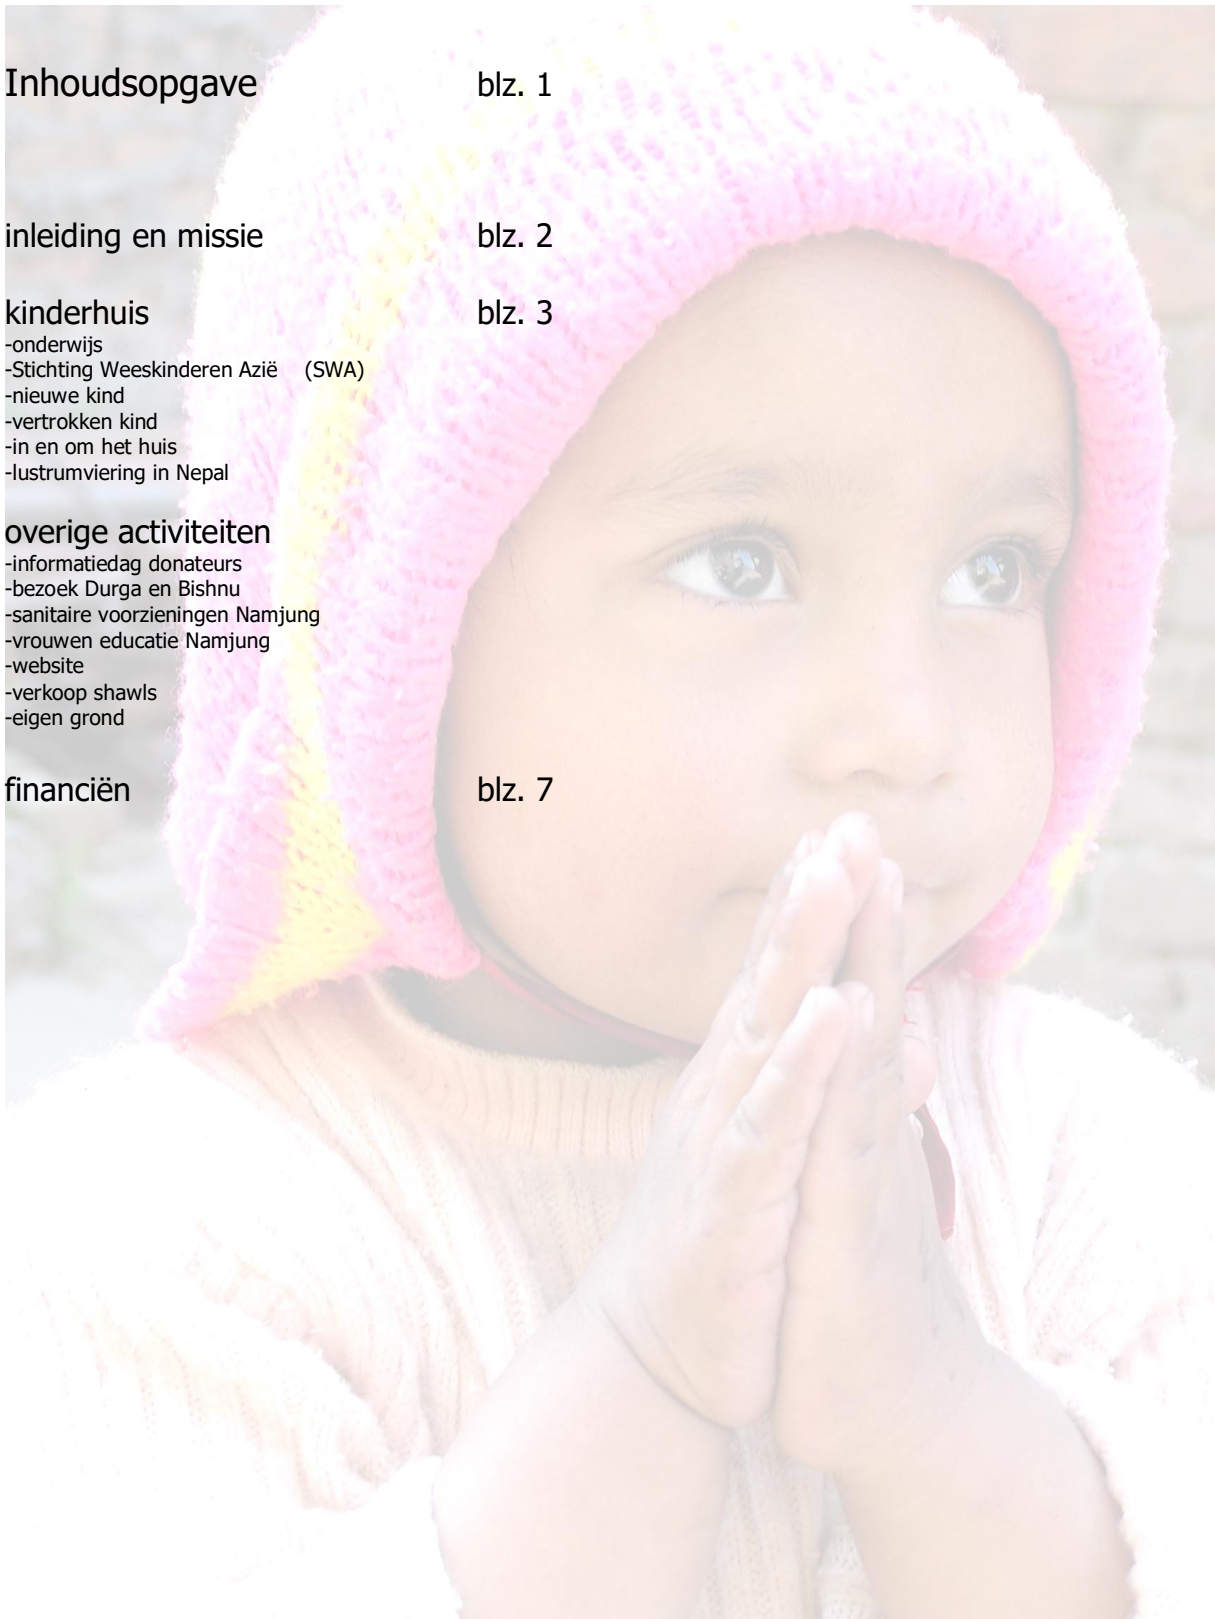 Inhoudsopgave blz. 1
inleiding en missie blz. 2
kinderhuis blz. 3
-onderwijs
-Stichting Weeskinderen Azië (SWA)
-nieuwe kind
-vertrokken kind
-in en om het huis
-lustrumviering in Nepal
overige activiteiten
-informatiedag donateurs
-bezoek Durga en Bishnu
-sanitaire voorzieningen Namjung
-vrouwen educatie Namjung
-website
-verkoop shawls
-eigen grond
financiën blz. 7